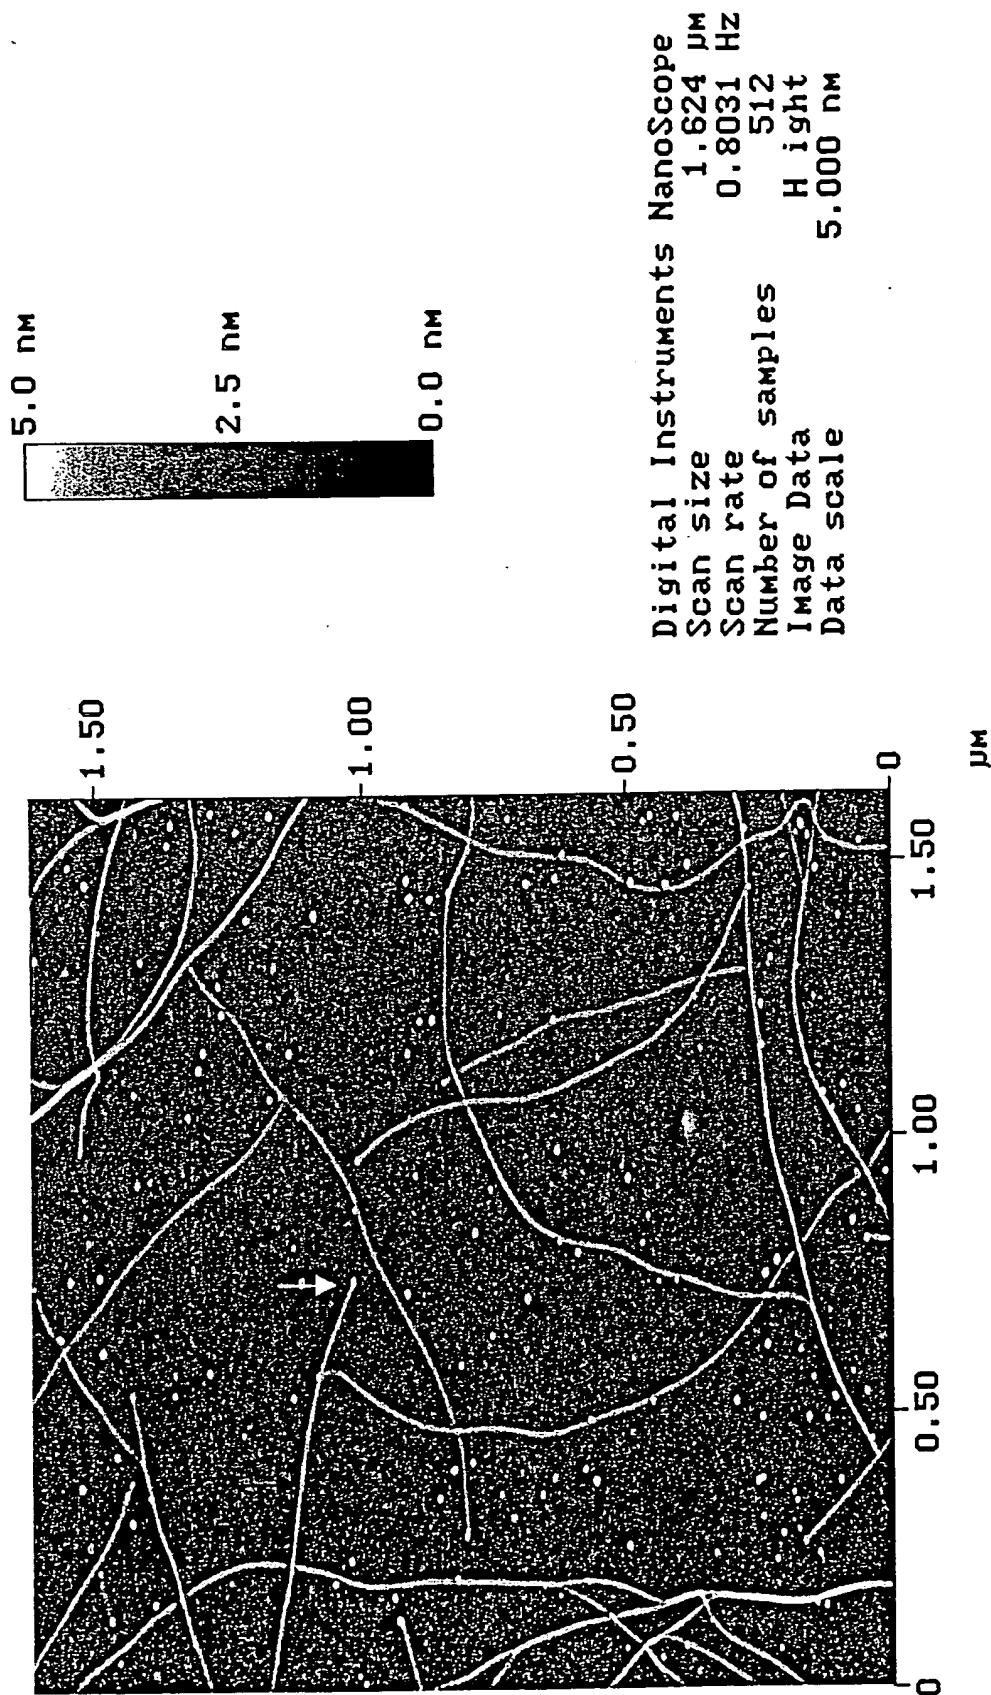 5.0 nm
2.5 nm
0.0 nm
1.50
1.00
0.50
0
µm
0
0.50
1.00
1.50
Digital Instruments NanoScope
Scan size 1.624 µm
Scan rate 0.8031 Hz
Number of samples 512
Image Data H ight
Data scale 5.000 nm